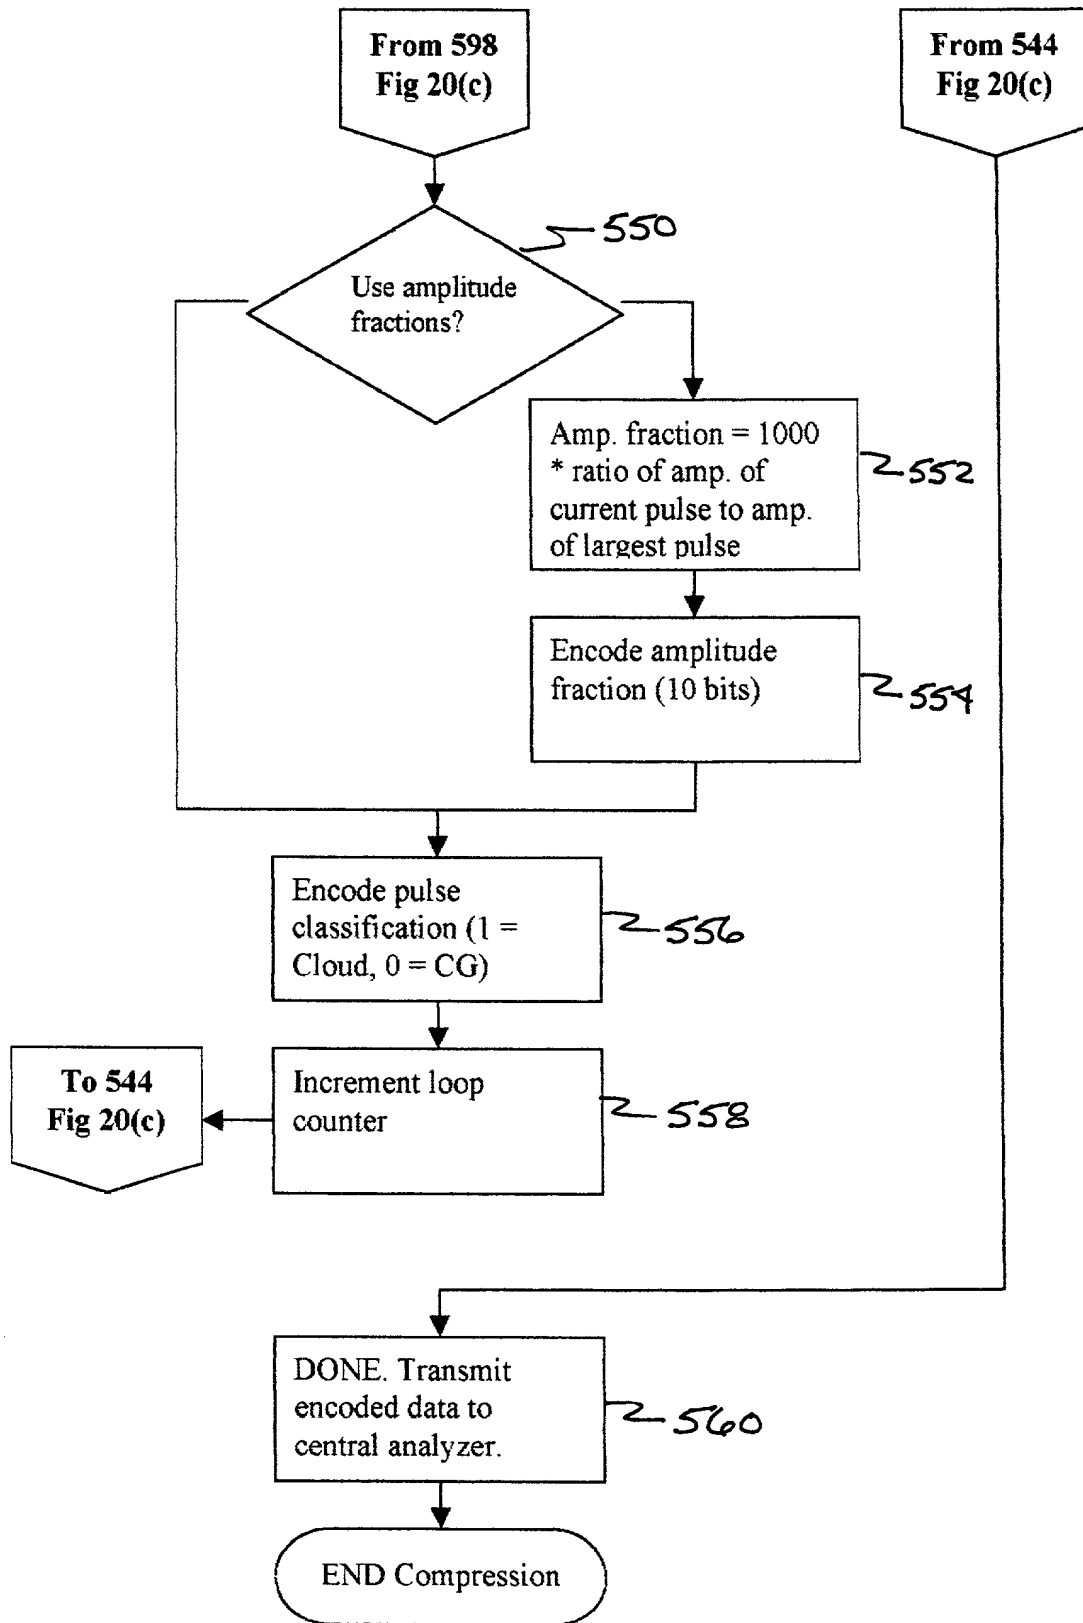 From 598
Fig 20(c)
From 544
Fig 20(c)
550
Use amplitude
fractions?
Amp. fraction = 1000
* ratio of amp. of
current pulse to amp.
of largest pulse
552
Encode amplitude
fraction (10 bits)
554
Encode pulse
classification (1 =
Cloud, 0 = CG)
556
To 544
Fig 20(c)
Increment loop
counter
558
DONE. Transmit
encoded data to
central analyzer.
560
END Compression